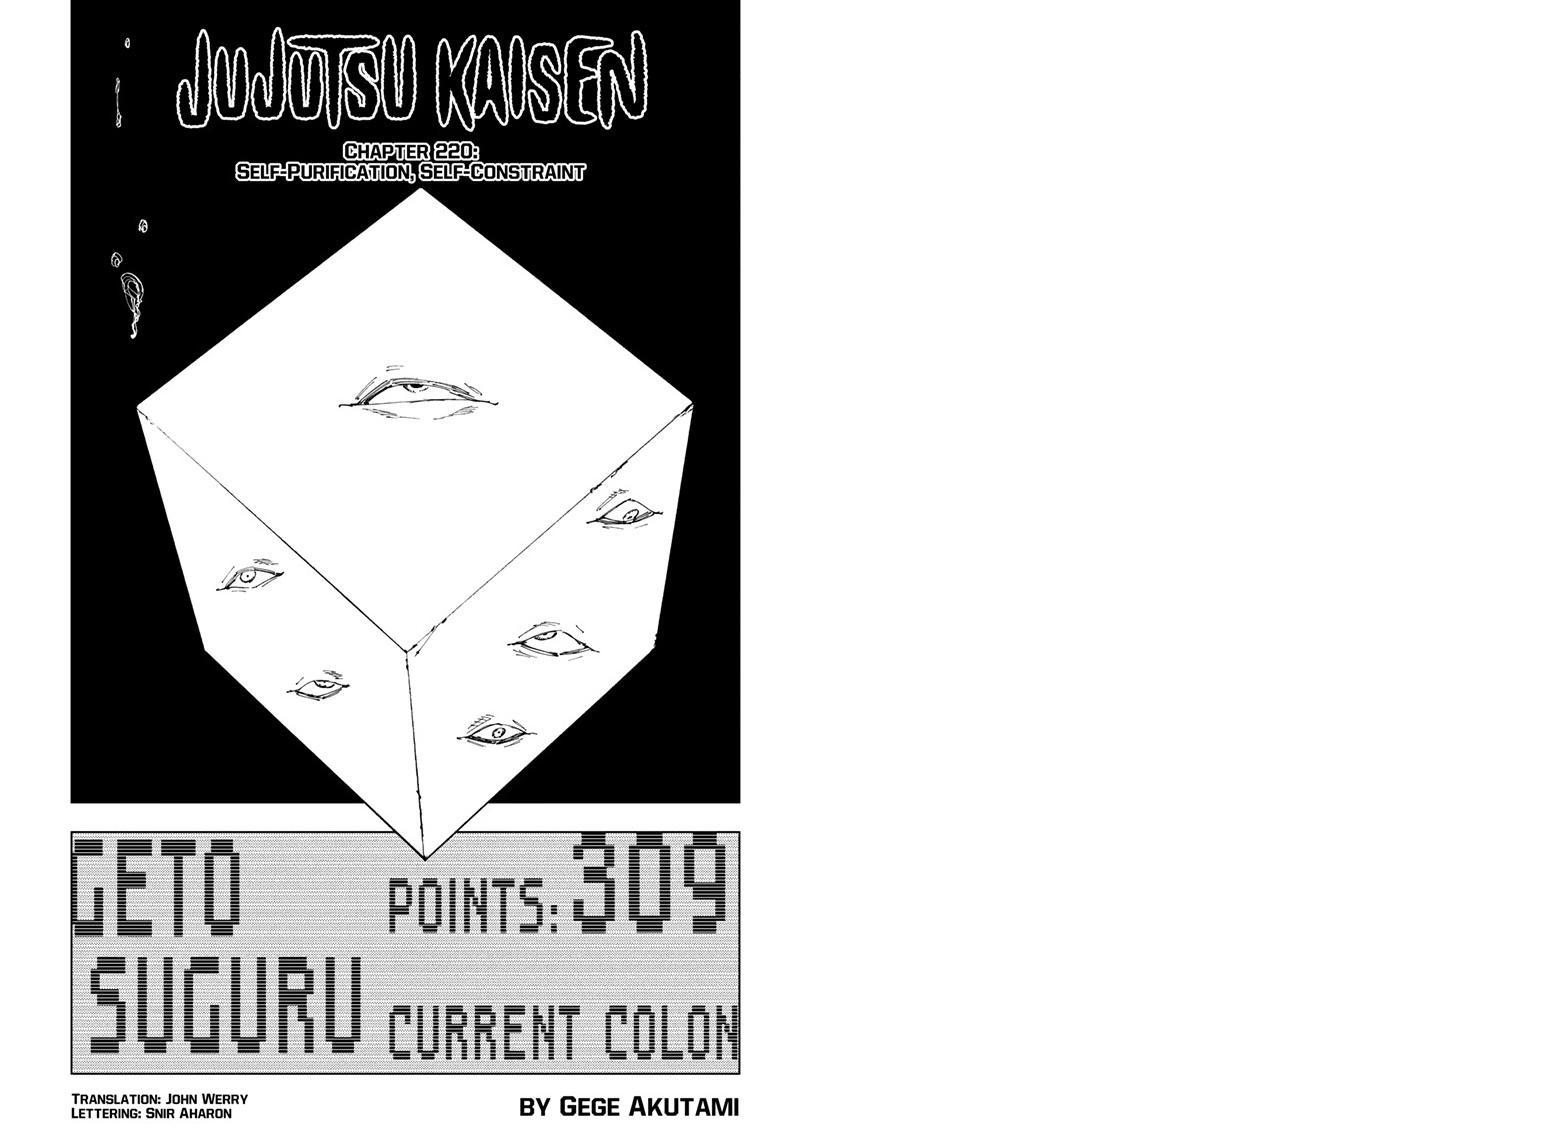 JUJUTSU KAISEN
CHAPTER 220:
SELF-PURIFICATION, SELF-CONSTRAINT
GETO
POINTS: 309
SUGURU
CURRENT COLON
TRANSLATION: JOHN WERRY
LETTERING: SNIR AHARON
BY GEGE AKUTAMI